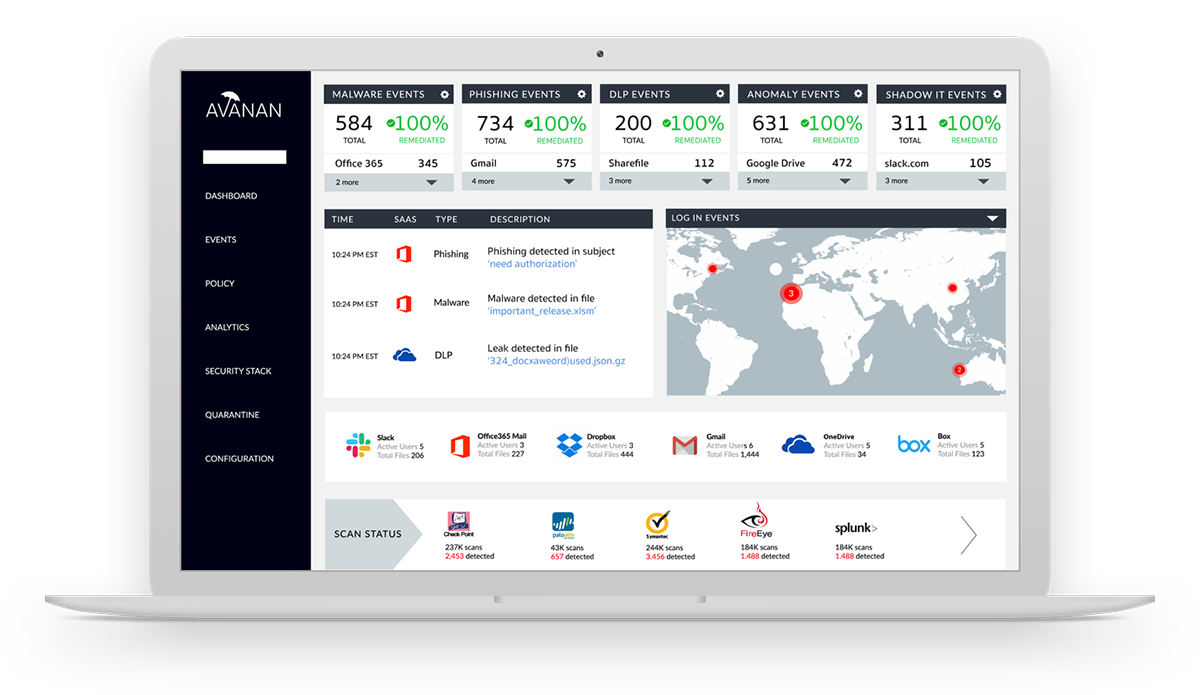 AVANAN
DASHBOARD
EVENTS
POLICY
ANALYTICS
SECURITY STACK
QUARANTINE
CONFIGURATION
MALWARE EVENTS
584 100%
TOTAL REMEDIATED
Office 365 345
2 more
PHISHING EVENTS
734 100%
TOTAL REMEDIATED
Gmail 575
4 more
DLP EVENTS
200 100%
TOTAL REMEDIATED
Sharefile 112
3 more
ANOMALY EVENTS
631 100%
TOTAL REMEDIATED
Google Drive 472
5 more
SHADOW IT EVENTS
311 100%
TOTAL REMEDIATED
slack.com 105
3 more
TIME SAAS TYPE DESCRIPTION
10:24 PM EST Phishing Phishing detected in subject
'need authorization'
10:24 PM EST Malware Malware detected in file
'important_release.xlsm'
10:24 PM EST DLP Leak detected in file
'324_docxaweord)used.json.gz
LOG IN EVENTS
3
2
Slack
Active Users 5
Total Files 206
Office365 Mail
Active Users 3
Total Files 227
Dropbox
Active Users 3
Total Files 444
Gmail
Active Users 6
Total Files 1,444
OneDrive
Active Users 5
Total Files 34
box
Box
Active Users 5
Total Files 123
SCAN STATUS
Check Point
237K scans
2,453 detected
paloalto
43K scans
657 detected
Symantec
244K scans
3.456 detected
FireEye
184K scans
1.488 detected
splunk>
184K scans
1.488 detected